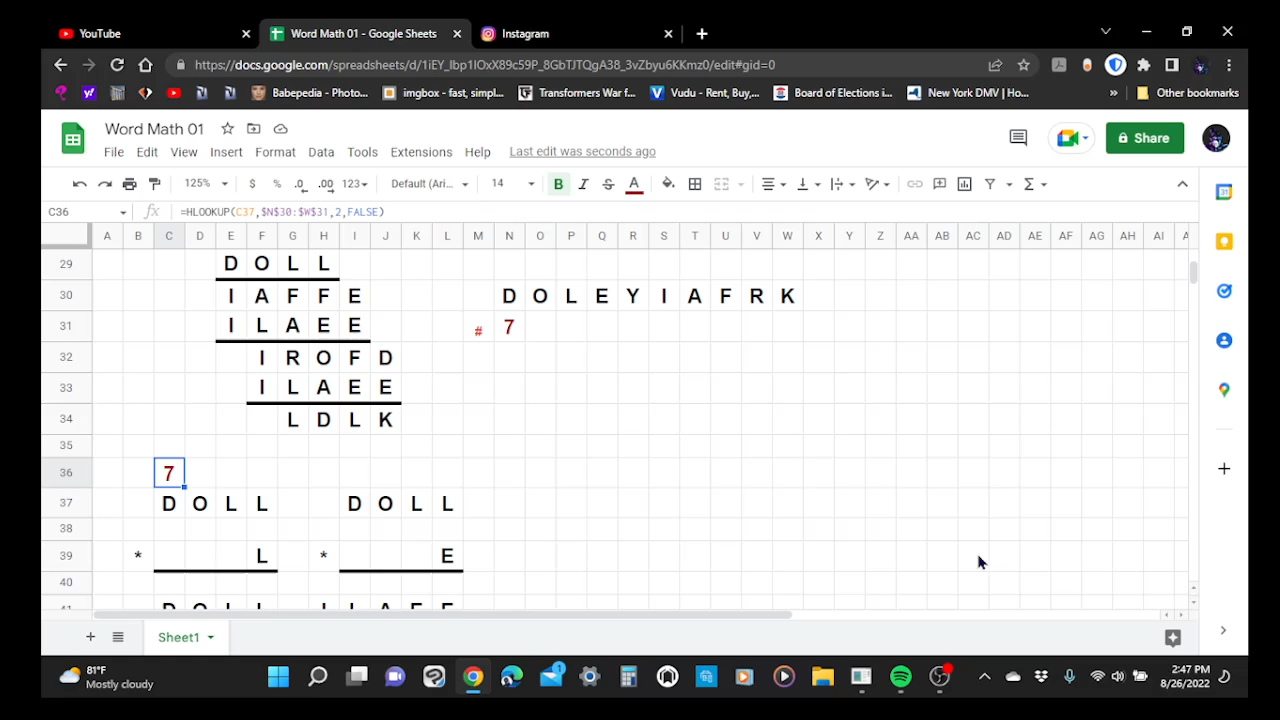 YouTube
Word Math 01 - Google Sheets
Instagram
https://docs.google.com/spreadsheets/d/1iEY_Ibp1IOxX89c59P_8GbTJTQgA38_3vZbyu6KKmz0/edit#gid=0
Babepedia - Photo... imgbox - fast, simpl... Transformers War f... Vudu - Rent, Buy,... Board of Elections i... New York DMV | Ho... » Other bookmarks
Word Math 01
Share
File Edit View Insert Format Data Tools Extensions Help Last edit was seconds ago
125% $ % .0 .00 123 Default (Ari... 14 B I S A Σ
C36 fx =HLOOKUP(C37,$N$30:$W$31,2,FALSE)
A B C D E F G H I J K L M N O P Q R S T U V W X Y Z AA AB AC AD AE AF AG AH AI A
29 D O L L
30 I A F F E D O L E Y I A F R K
31 I L A E E # 7
32 I R O F D
33 I L A E E
34 L D L K
35
36 7
37 D O L L D O L L
38
39 * L * E
40
41 D O L L I L A E E
Sheet1
81°F
Mostly cloudy
2:47 PM
8/26/2022